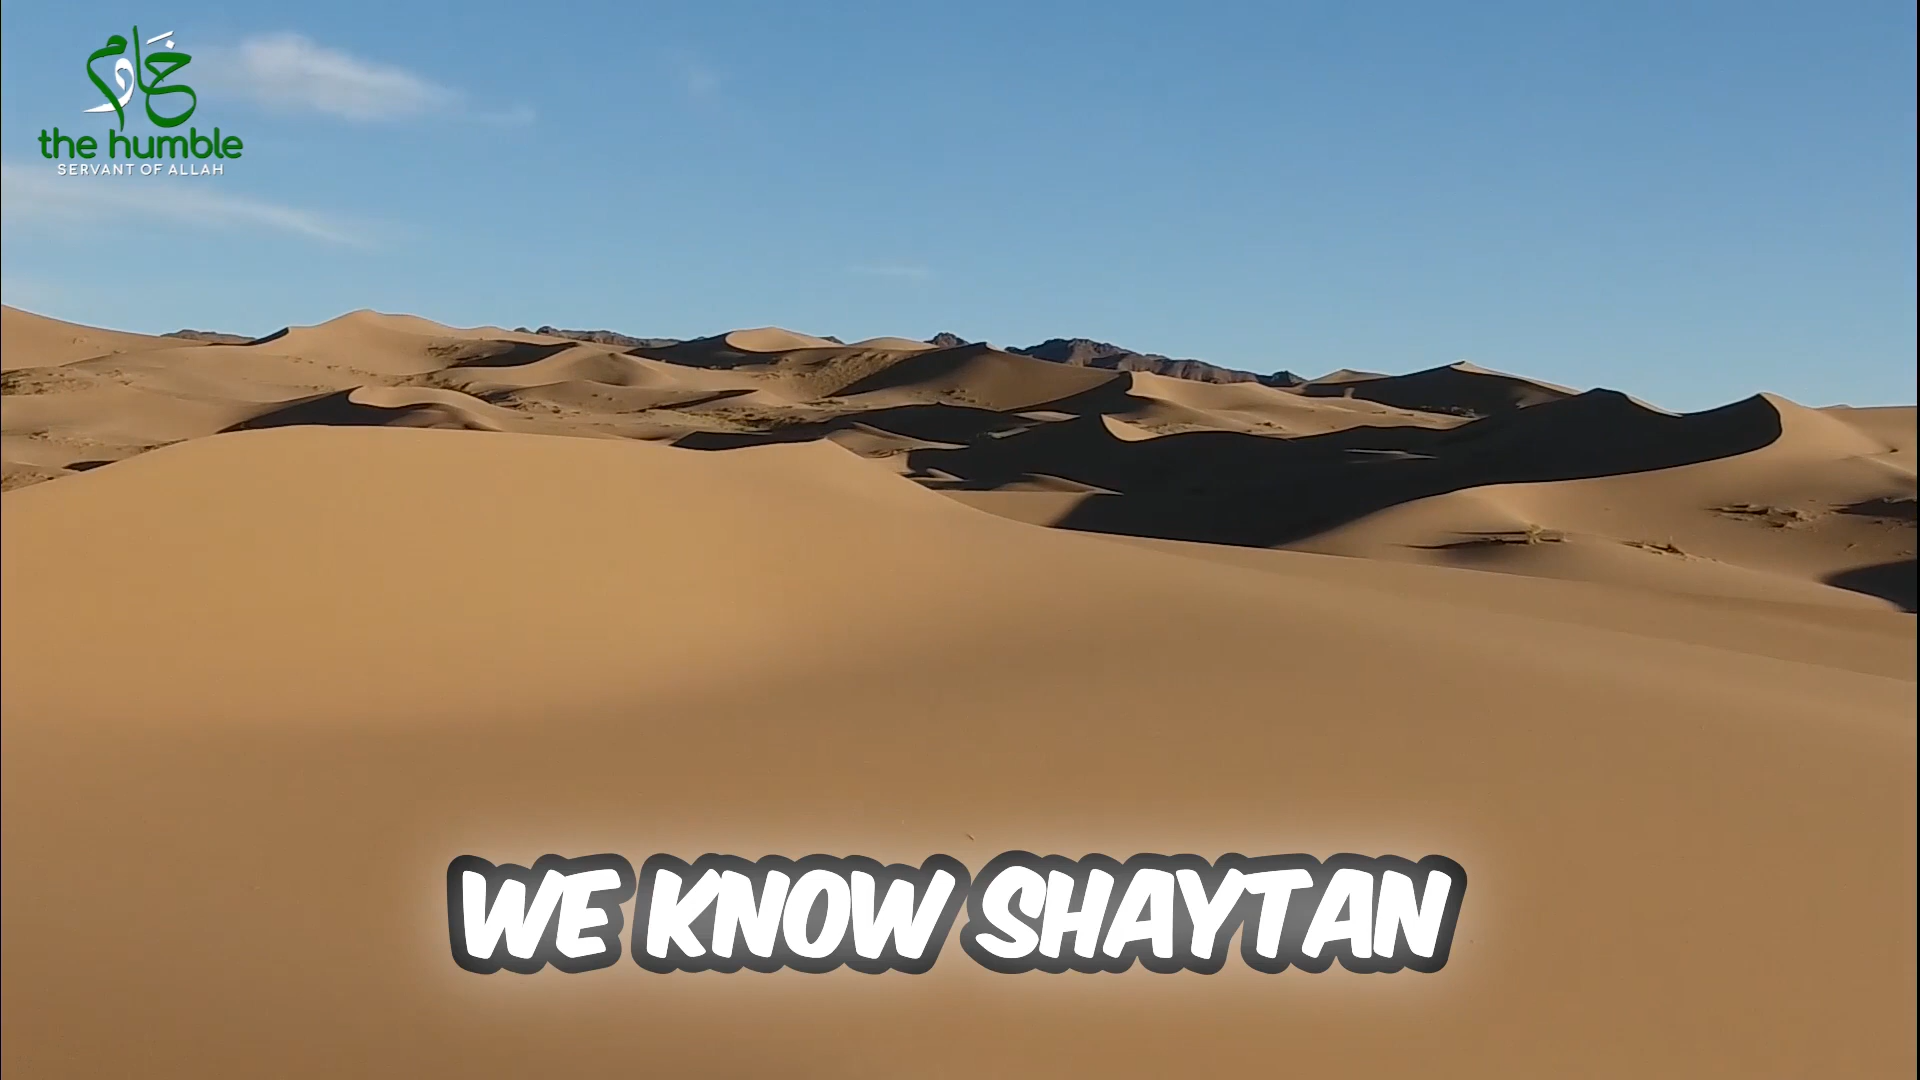 خادم
the humble
SERVANT OF ALLAH
WE KNOW SHAYTAN